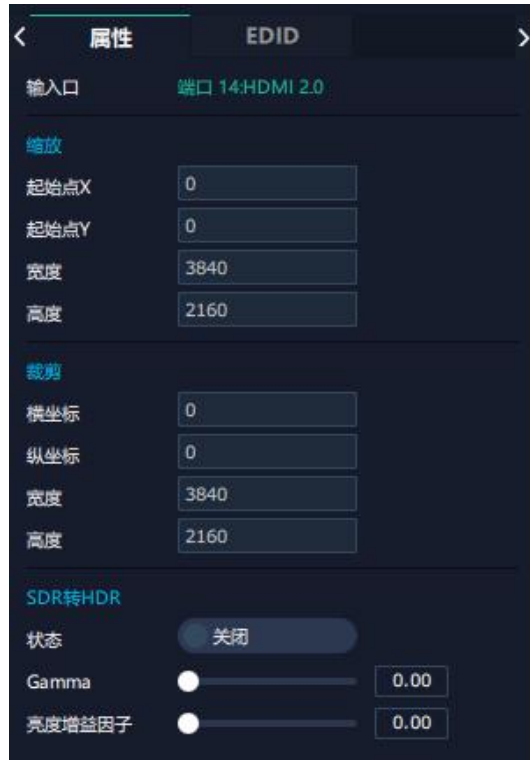 属性 EDID
输入口 端口 14:HDMI 2.0
缩放
起始点X 0
起始点Y 0
宽度 3840
高度 2160
裁剪
横坐标 0
纵坐标 0
宽度 3840
高度 2160
SDR转HDR
状态 关闭
Gamma 0.00
亮度增益因子 0.00